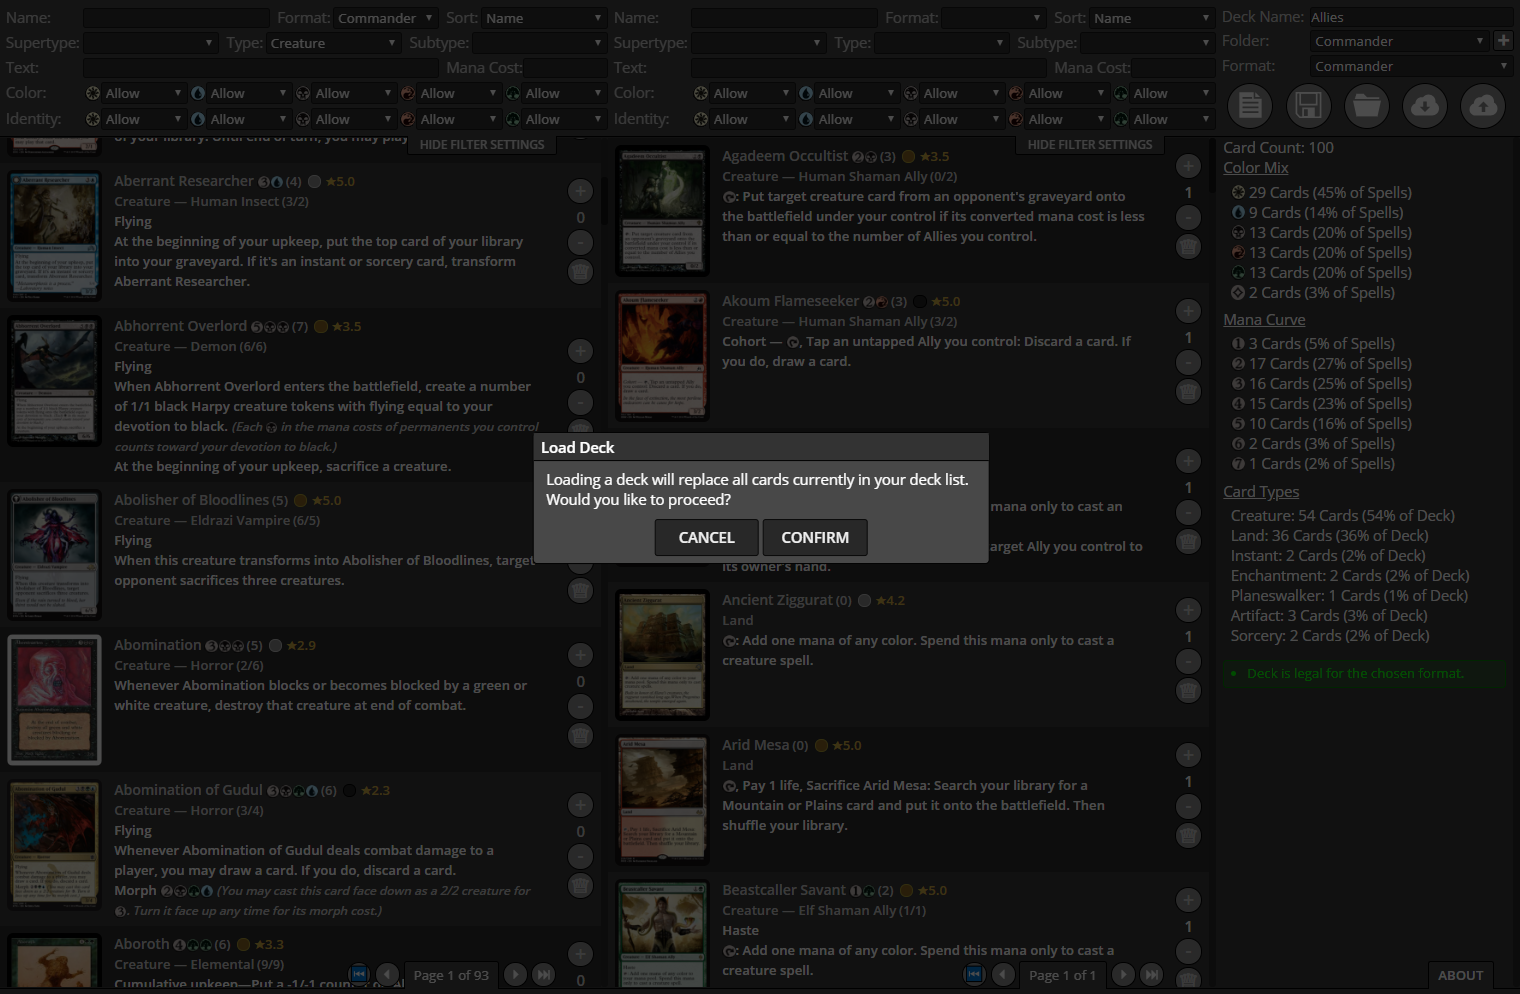 Name:
Format: Commander
Sort: Name
Supertype:
Type: Creature
Subtype:
Text:
Mana Cost:
Color: Allow Allow Allow Allow Allow
Identity: Allow Allow Allow Allow Allow
HIDE FILTER SETTINGS
of your library. Until end of turn, you may play
Aberrant Researcher (4) ★5.0
Creature — Human Insect (3/2)
Flying
At the beginning of your upkeep, put the top card of your library
into your graveyard. If it's an instant or sorcery card, transform
Aberrant Researcher.
0
Abhorrent Overlord (7) ★3.5
Creature — Demon (6/6)
Flying
When Abhorrent Overlord enters the battlefield, create a number
of 1/1 black Harpy creature tokens with flying equal to your
devotion to black. (Each in the mana costs of permanents you control
counts toward your devotion to black.)
At the beginning of your upkeep, sacrifice a creature.
0
Abolisher of Bloodlines (5) ★5.0
Creature — Eldrazi Vampire (6/5)
Flying
When this creature transforms into Abolisher of Bloodlines, target
opponent sacrifices three creatures.
Abomination (5) ★2.9
Creature — Horror (2/6)
Whenever Abomination blocks or becomes blocked by a green or
white creature, destroy that creature at end of combat.
0
Abomination of Gudul (6) ★2.3
Creature — Horror (3/4)
Flying
Whenever Abomination of Gudul deals combat damage to a
player, you may draw a card. If you do, discard a card.
Morph (You may cast this card face down as a 2/2 creature for
. Turn it face up any time for its morph cost.)
0
Aboroth (6) ★3.3
Creature — Elemental (9/9)
Cumulative upkeep—Put a -1/-1
0
Page 1 of 93
Name:
Format:
Sort: Name
Supertype:
Type:
Subtype:
Text:
Mana Cost:
Color: Allow Allow Allow Allow Allow
Identity: Allow Allow Allow Allow Allow
HIDE FILTER SETTINGS
Agadeem Occultist (3) ★3.5
Creature — Human Shaman Ally (0/2)
: Put target creature card from an opponent's graveyard onto
the battlefield under your control if its converted mana cost is less
than or equal to the number of Allies you control.
1
Akoum Flameseeker (3) ★5.0
Creature — Human Shaman Ally (3/2)
Cohort — , Tap an untapped Ally you control: Discard a card. If
you do, draw a card.
1
mana only to cast an
target Ally you control to
its owner's hand.
1
Ancient Ziggurat (0) ★4.2
Land
: Add one mana of any color. Spend this mana only to cast a
creature spell.
1
Arid Mesa (0) ★5.0
Land
, Pay 1 life, Sacrifice Arid Mesa: Search your library for a
Mountain or Plains card and put it onto the battlefield. Then
shuffle your library.
1
Beastcaller Savant (2) ★5.0
Creature — Elf Shaman Ally (1/1)
Haste
: Add one mana of any color. Spend this mana only to cast a
creature spell.
1
Page 1 of 1
Load Deck
Loading a deck will replace all cards currently in your deck list.
Would you like to proceed?
CANCEL CONFIRM
Deck Name: Allies
Folder: Commander
Format: Commander
Card Count: 100
Color Mix
29 Cards (45% of Spells)
9 Cards (14% of Spells)
13 Cards (20% of Spells)
13 Cards (20% of Spells)
13 Cards (20% of Spells)
2 Cards (3% of Spells)
Mana Curve
1 3 Cards (5% of Spells)
2 17 Cards (27% of Spells)
3 16 Cards (25% of Spells)
4 15 Cards (23% of Spells)
5 10 Cards (16% of Spells)
6 2 Cards (3% of Spells)
7 1 Cards (2% of Spells)
Card Types
Creature: 54 Cards (54% of Deck)
Land: 36 Cards (36% of Deck)
Instant: 2 Cards (2% of Deck)
Enchantment: 2 Cards (2% of Deck)
Planeswalker: 1 Cards (1% of Deck)
Artifact: 3 Cards (3% of Deck)
Sorcery: 2 Cards (2% of Deck)
Deck is legal for the chosen format.
ABOUT